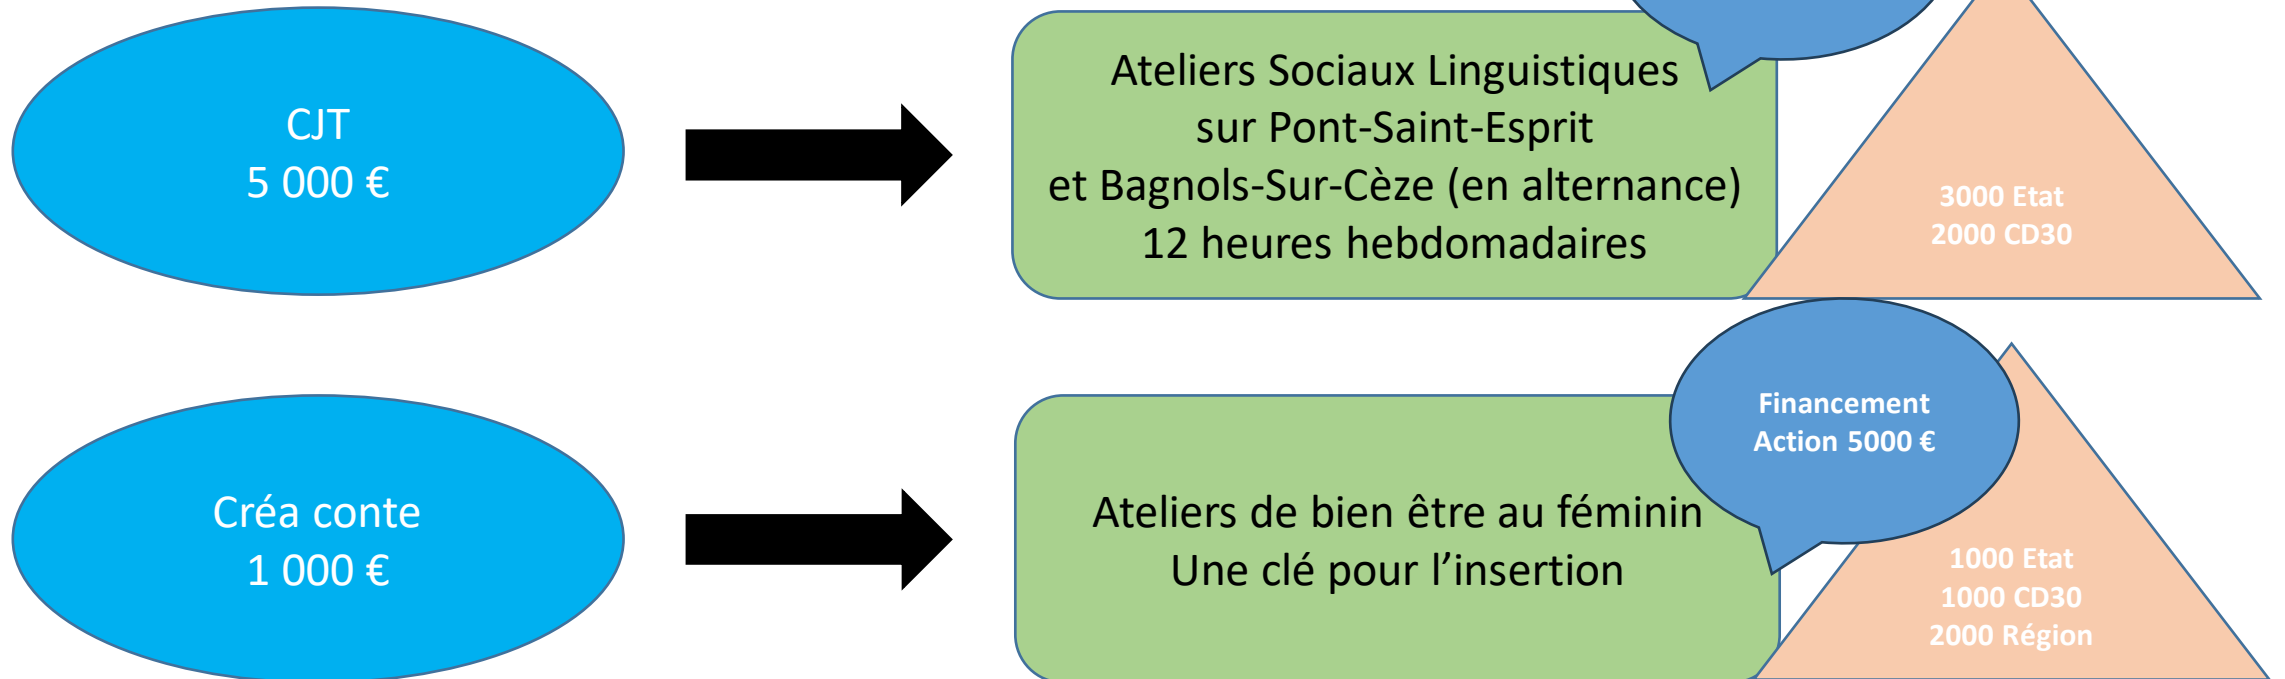 CJT
5 000 €
Ateliers Sociaux Linguistiques
sur Pont-Saint-Esprit
et Bagnols-Sur-Cèze (en alternance)
12 heures hebdomadaires
3000 Etat
2000 CD30
Créa conte
1 000 €
Ateliers de bien être au féminin
Une clé pour l’insertion
Financement
Action 5000 €
1000 Etat
1000 CD30
2000 Région